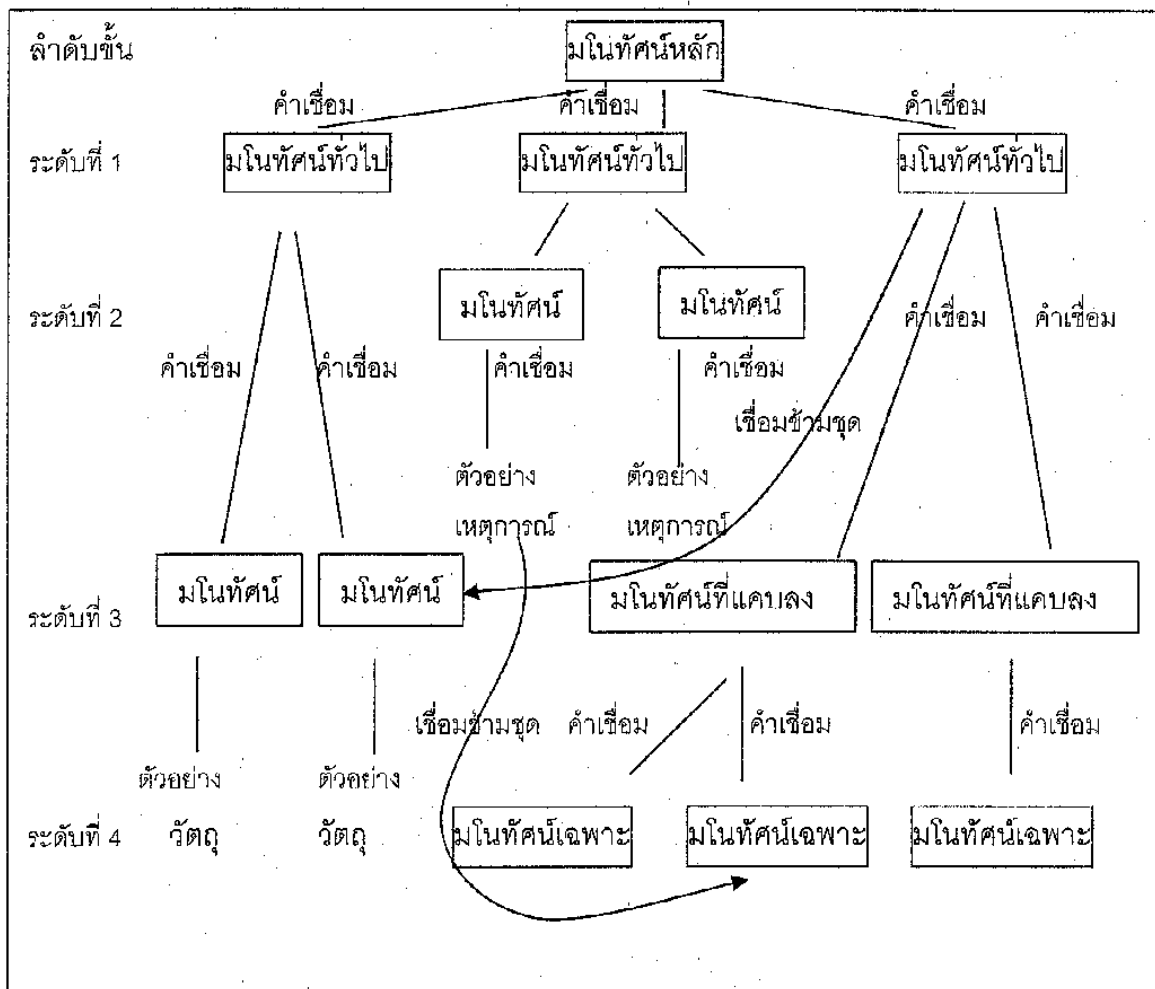 ลำดับขั้น
มโนทัศน์หลัก
คำเชื่อม คำเชื่อม คำเชื่อม
ระดับที่ 1 มโนทัศน์ทั่วไป มโนทัศน์ทั่วไป มโนทัศน์ทั่วไป
ระดับที่ 2 มโนทัศน์ มโนทัศน์ คำเชื่อม คำเชื่อม
คำเชื่อม คำเชื่อม คำเชื่อม คำเชื่อม
เชื่อมข้ามชุด
ตัวอย่าง ตัวอย่าง
เหตุการณ์ เหตุการณ์
ระดับที่ 3 มโนทัศน์ มโนทัศน์ มโนทัศน์ที่แคบลง มโนทัศน์ที่แคบลง
เชื่อมข้ามชุด คำเชื่อม คำเชื่อม คำเชื่อม
ตัวอย่าง ตัวอย่าง
ระดับที่ 4 วัตถุ วัตถุ มโนทัศน์เฉพาะ มโนทัศน์เฉพาะ มโนทัศน์เฉพาะ